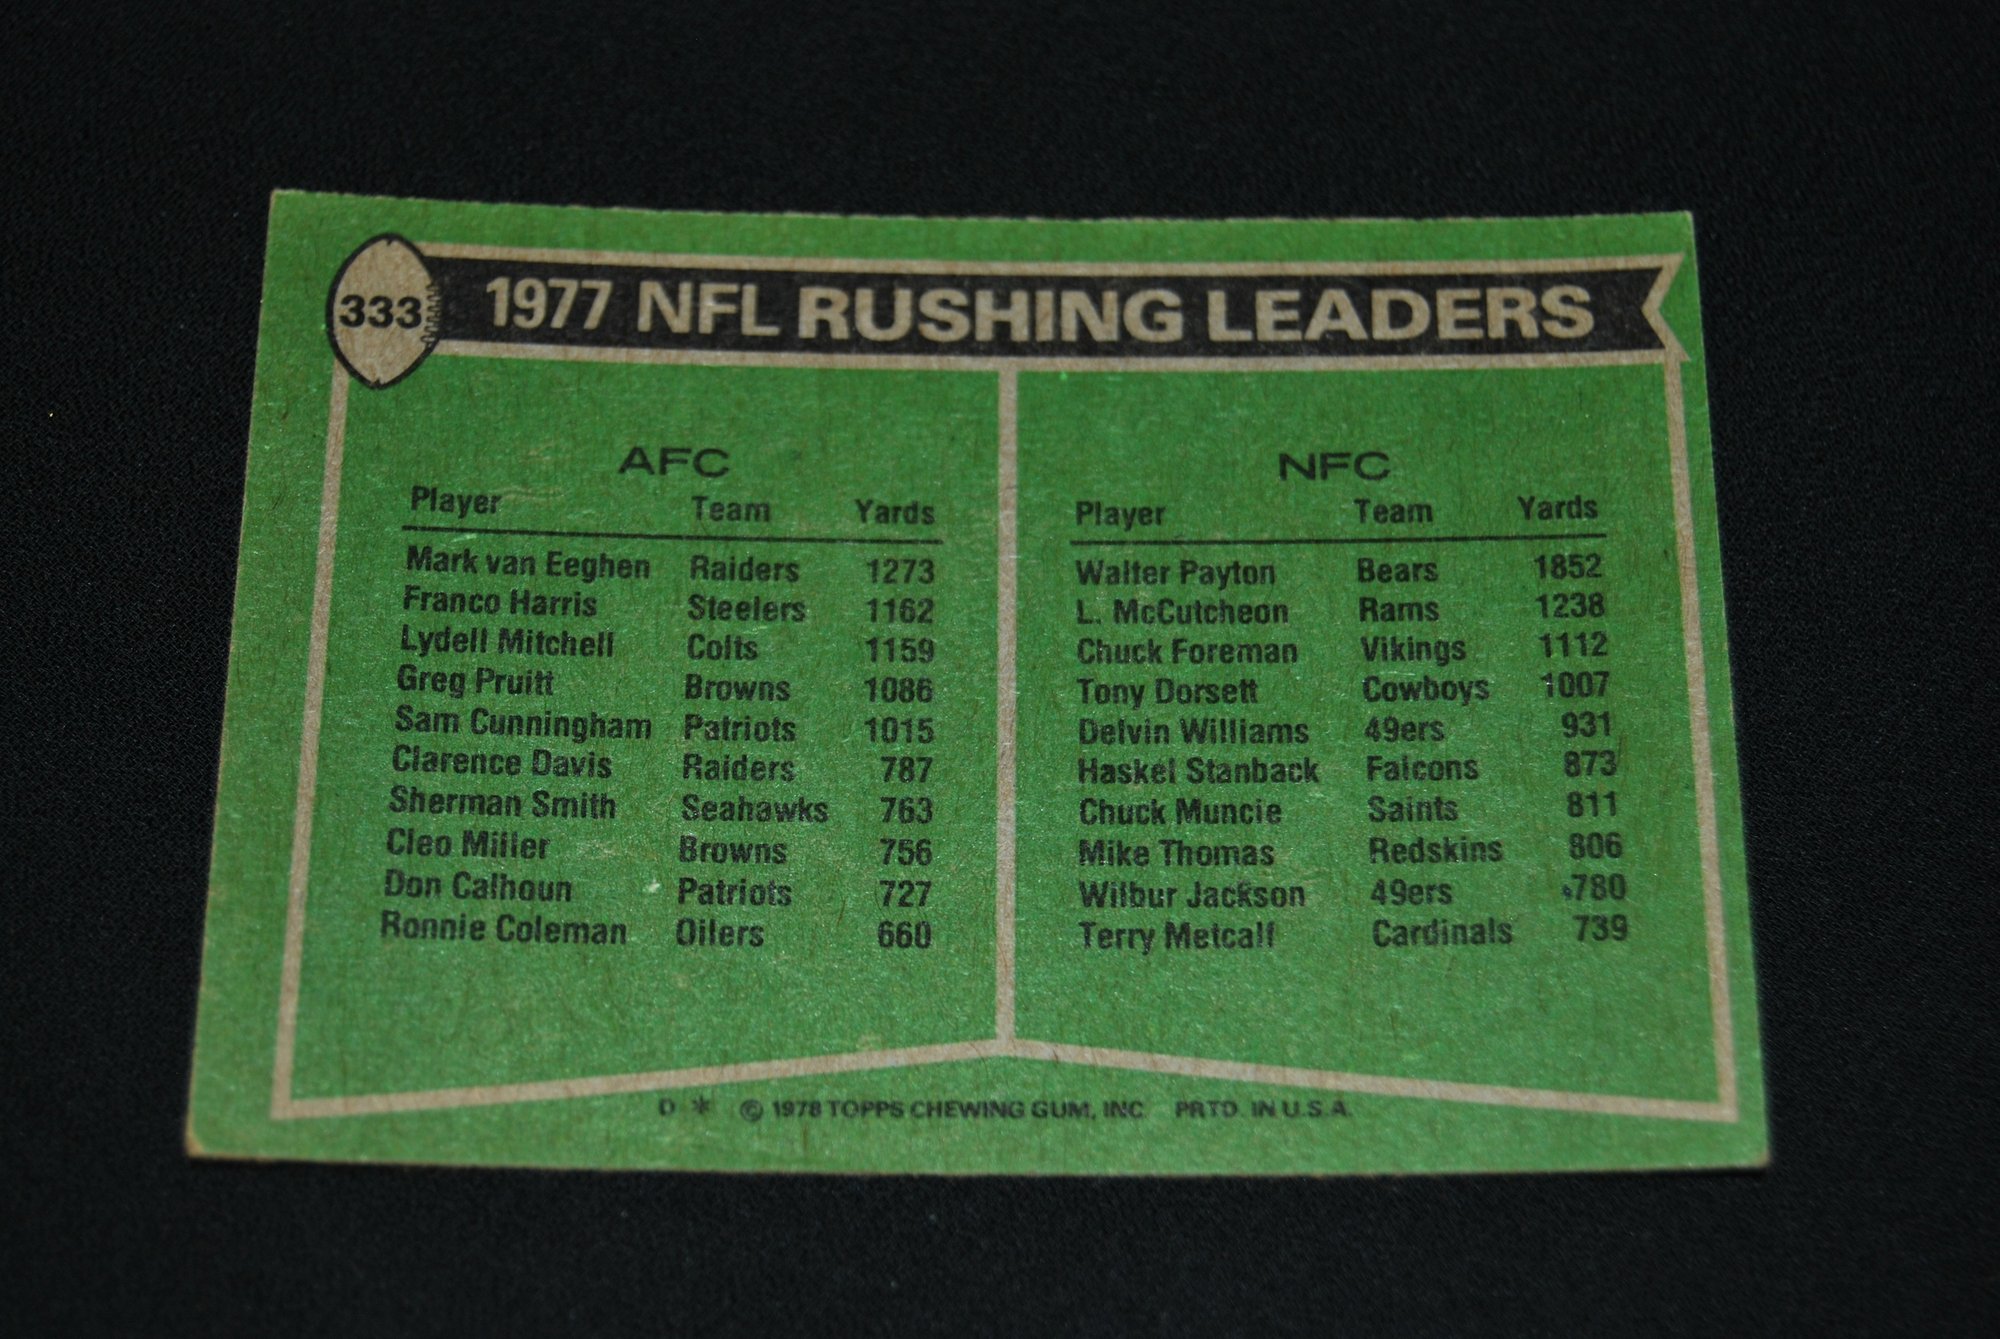 333 1977 NFL RUSHING LEADERS
AFC
Player Team Yards
Mark van Eeghen Raiders 1273
Franco Harris Steelers 1162
Lydell Mitchell Colts 1159
Greg Pruitt Browns 1086
Sam Cunningham Patriots 1015
Clarence Davis Raiders 787
Sherman Smith Seahawks 763
Cleo Miller Browns 756
Don Calhoun Patriots 727
Ronnie Coleman Oilers 660
NFC
Player Team Yards
Walter Payton Bears 1852
L. McCutcheon Rams 1238
Chuck Foreman Vikings 1112
Tony Dorsett Cowboys 1007
Delvin Williams 49ers 931
Haskel Stanback Falcons 873
Chuck Muncie Saints 811
Mike Thomas Redskins 806
Wilbur Jackson 49ers 780
Terry Metcalf Cardinals 739
D * © 1978 TOPPS CHEWING GUM, INC. PRTD. IN U.S.A.